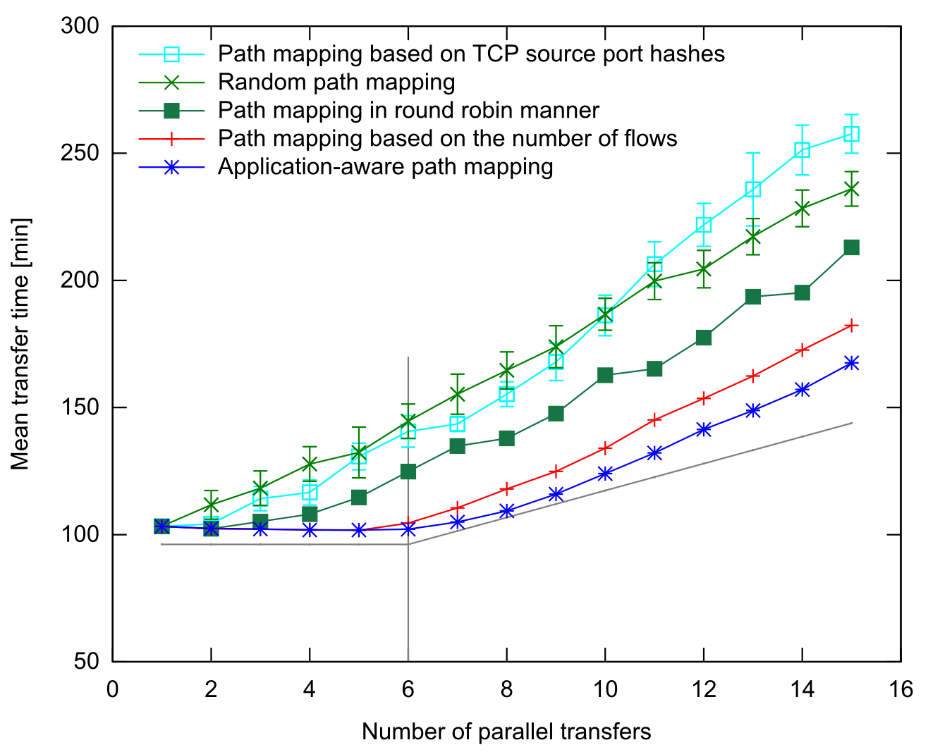 300
250
200
150
100
50
Mean transfer time [min]
Path mapping based on TCP source port hashes
Random path mapping
Path mapping in round robin manner
Path mapping based on the number of flows
Application-aware path mapping
0 2 4 6 8 10 12 14 16
Number of parallel transfers